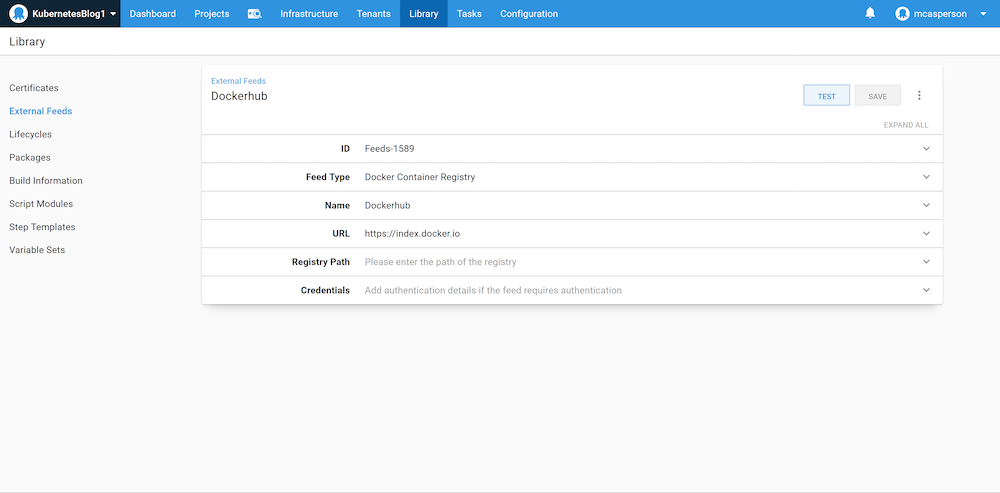 KubernetesBlog1 Dashboard Projects Infrastructure Tenants Library Tasks Configuration mcasperson
Library
Certificates
External Feeds
Lifecycles
Packages
Build Information
Script Modules
Step Templates
Variable Sets
External Feeds
Dockerhub
TEST SAVE
EXPAND ALL
ID Feeds-1589
Feed Type Docker Container Registry
Name Dockerhub
URL https://index.docker.io
Registry Path Please enter the path of the registry
Credentials Add authentication details if the feed requires authentication